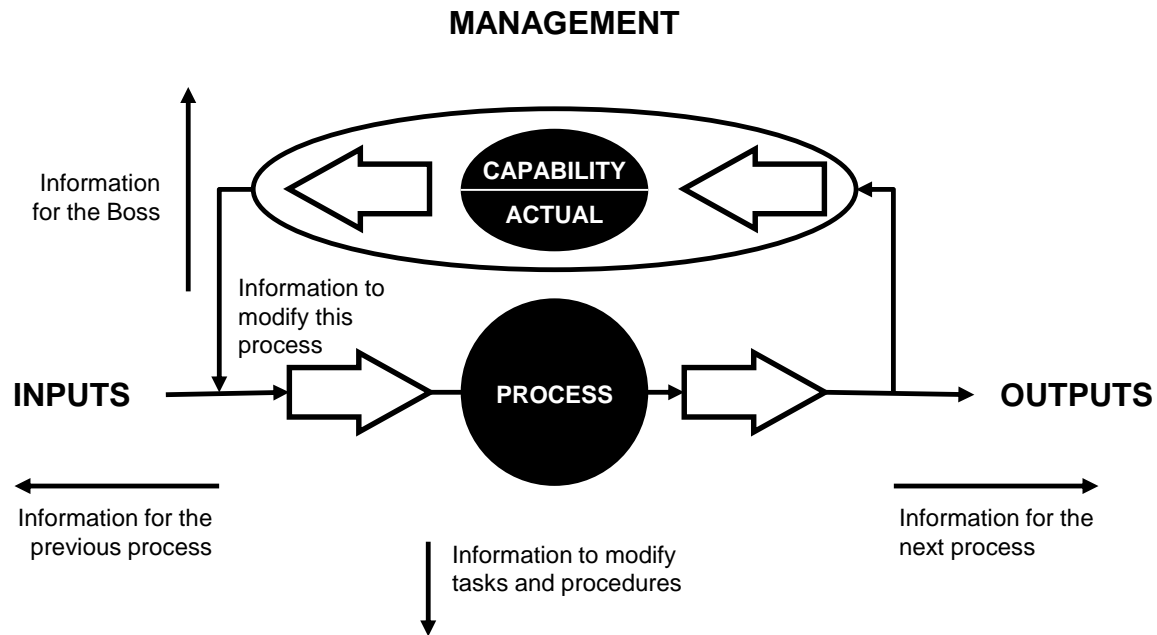 MANAGEMENT
CAPABILITY
ACTUAL
Information
for the Boss
Information to
modify this
process
INPUTS
PROCESS
OUTPUTS
Information for the
previous process
Information to modify
tasks and procedures
Information for the
next process